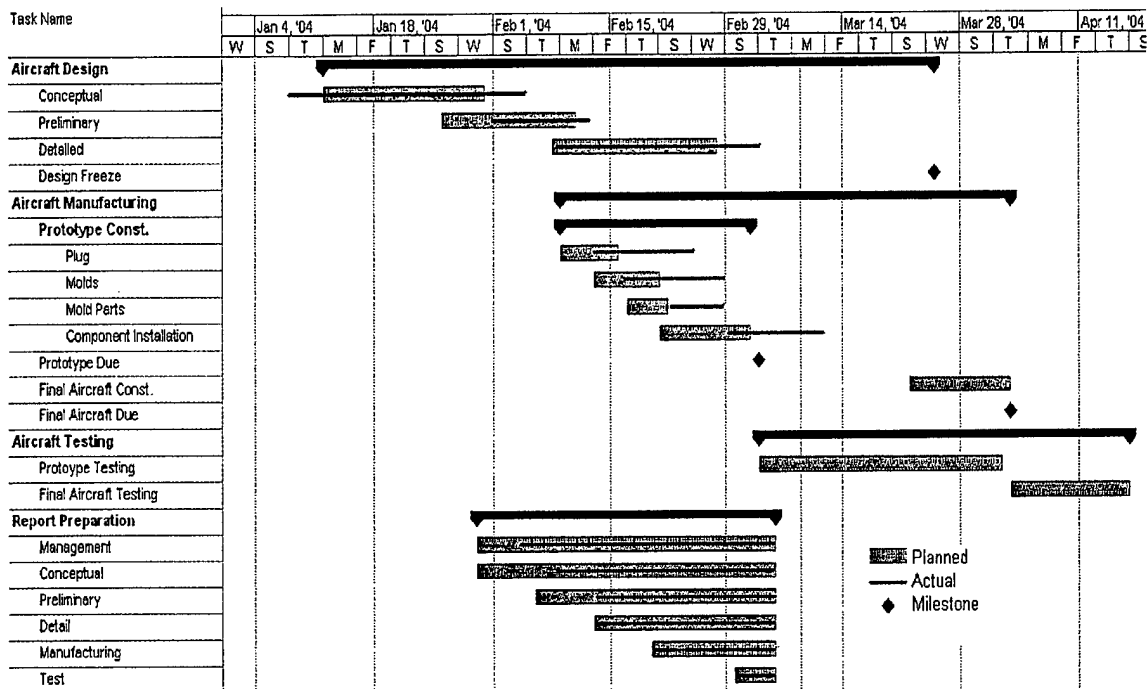 Task Name
Jan 4, '04 Jan 18, '04 Feb 1, '04 Feb 15, '04 Feb 29, '04 Mar 14, '04 Mar 28, '04 Apr 11, '04
W S T M F T S W S T M F T S W S T M F T S W S T M F T S
Aircraft Design
Conceptual
Preliminary
Detailed
Design Freeze
Aircraft Manufacturing
Prototype Const.
Plug
Molds
Mold Parts
Component Installation
Prototype Due
Final Aircraft Const.
Final Aircraft Due
Aircraft Testing
Protoype Testing
Final Aircraft Testing
Report Preparation
Management
Conceptual
Preliminary
Detail
Manufacturing
Test
Planned
Actual
Milestone